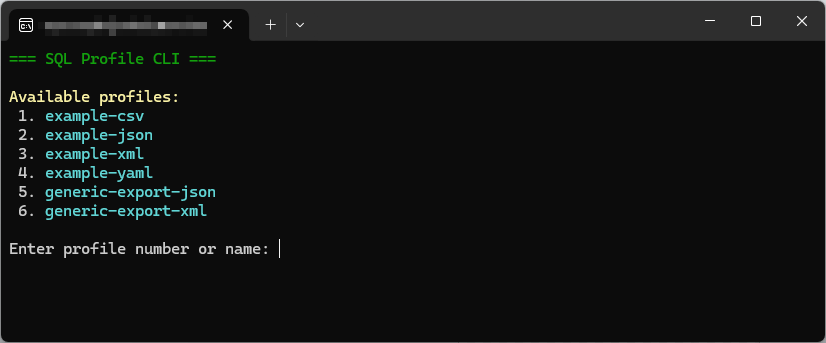 === SQL Profile CLI ===
Available profiles:
1. example-csv
2. example-json
3. example-xml
4. example-yaml
5. generic-export-json
6. generic-export-xml
Enter profile number or name: